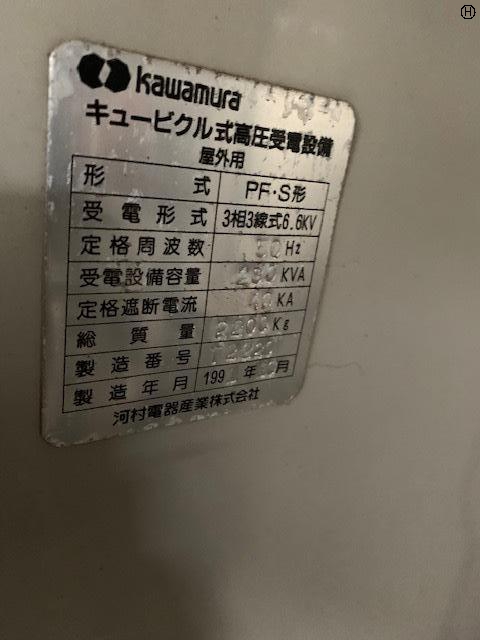 kawamura
キュービクル式高圧受電設備
屋外用
形式 PF・S形
受電形式 3相3線式6.6KV
定格周波数 50Hz
受電設備容量 KVA
定格遮断電流 40KA
総質量 Kg
製造番号
製造年月 199 年 月
河村電器産業株式会社
H